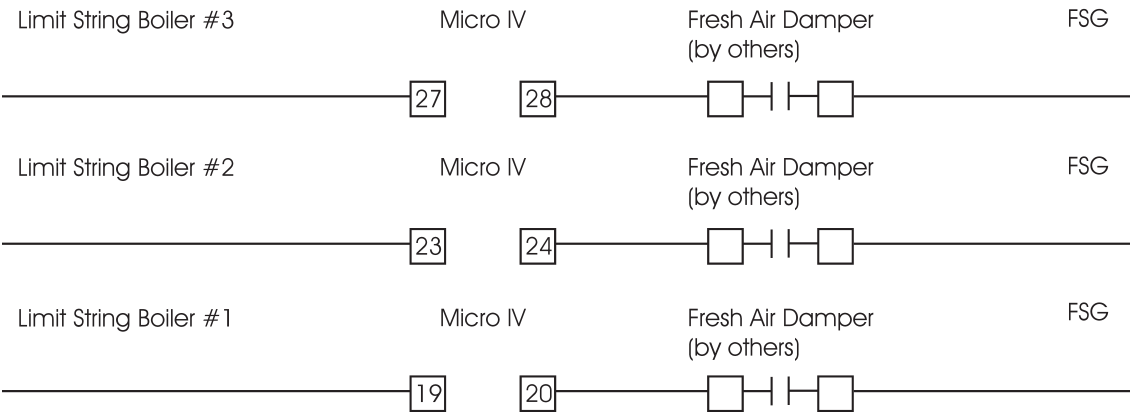 Limit String Boiler #3 Micro IV Fresh Air Damper FSG
(by others)
27 28
Limit String Boiler #2 Micro IV Fresh Air Damper FSG
(by others)
23 24
Limit String Boiler #1 Micro IV Fresh Air Damper FSG
(by others)
19 20